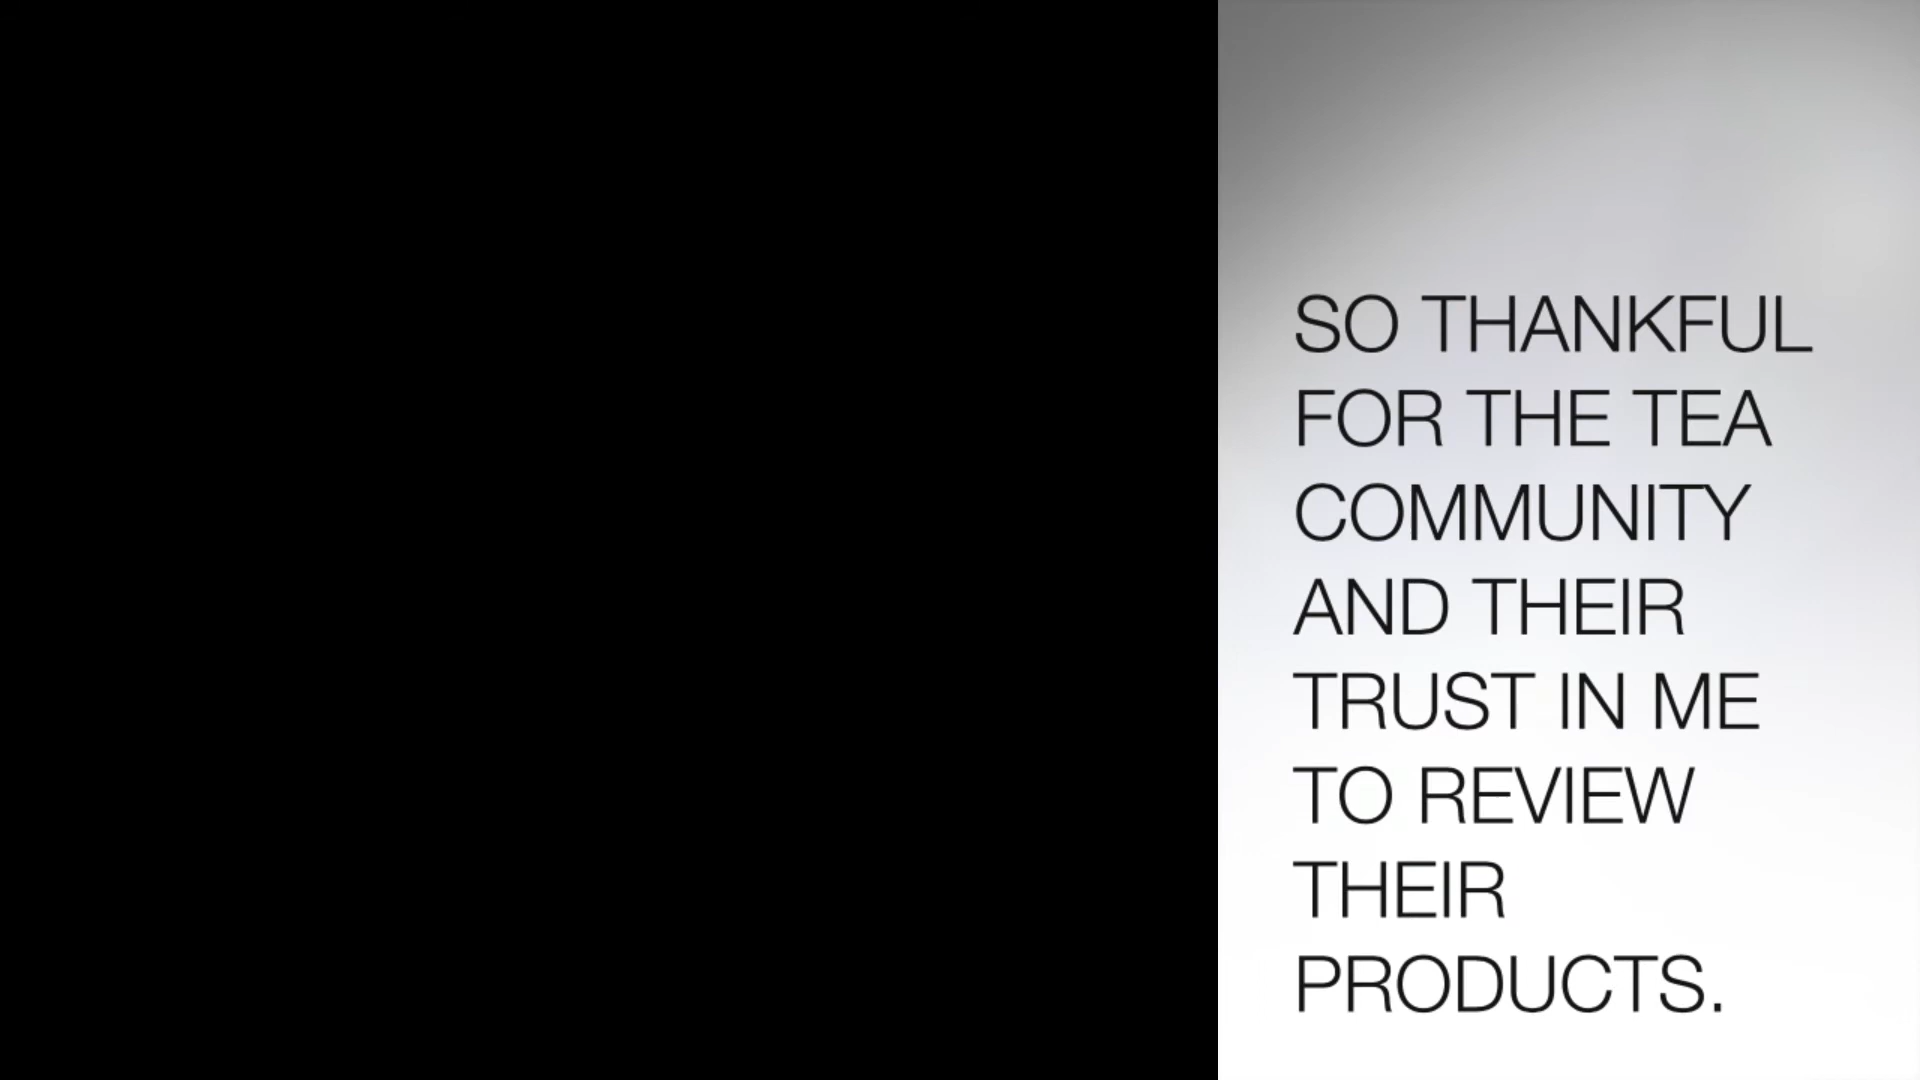 SO THANKFUL
FOR THE TEA
COMMUNITY
AND THEIR
TRUST IN ME
TO REVIEW
THEIR
PRODUCTS.